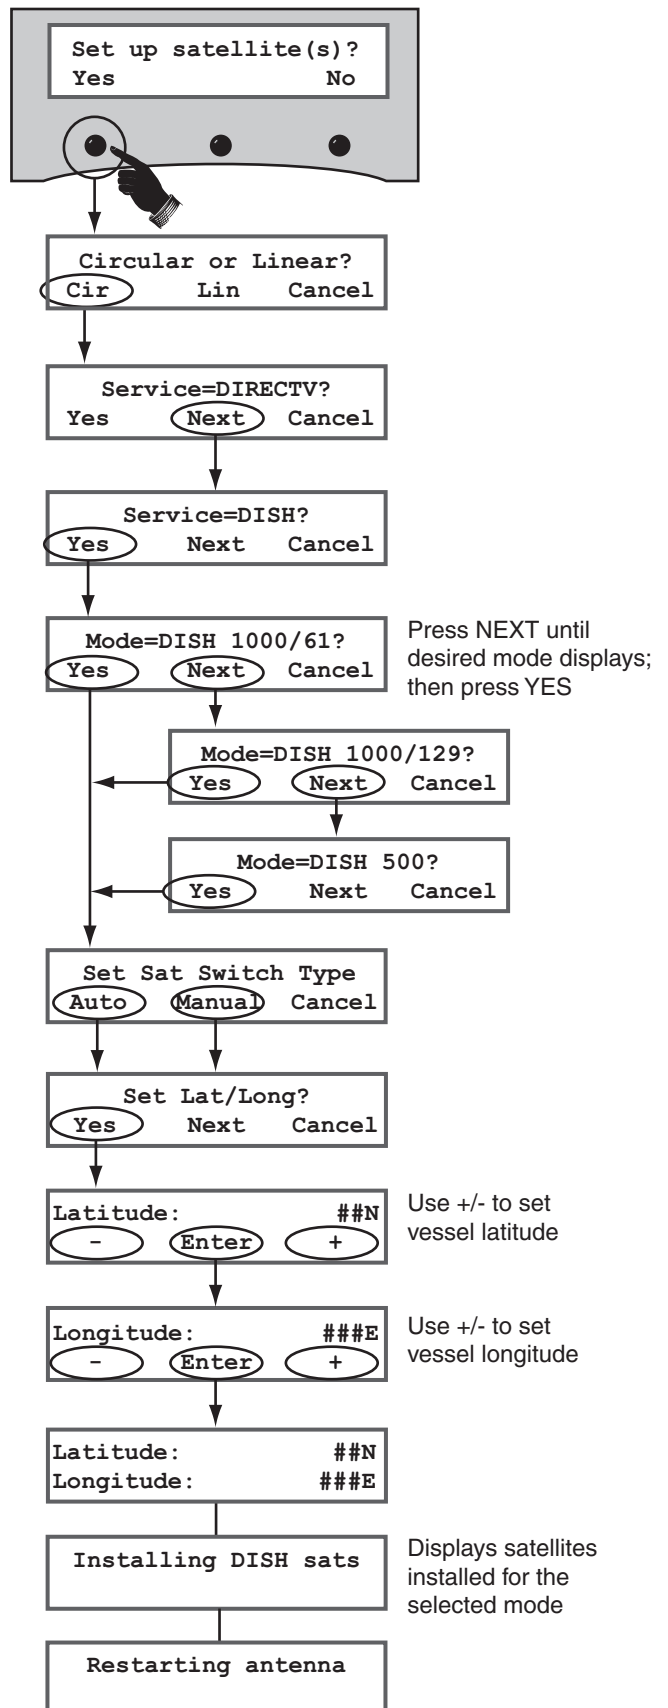 Set up satellite(s)?
Yes No
Circular or Linear?
Cir Lin Cancel
Service=DIRECTV?
Yes Next Cancel
Service=DISH?
Yes Next Cancel
Mode=DISH 1000/61?
Yes Next Cancel
Press NEXT until
desired mode displays;
then press YES
Mode=DISH 1000/129?
Yes Next Cancel
Mode=DISH 500?
Yes Next Cancel
Set Sat Switch Type
Auto Manual Cancel
Set Lat/Long?
Yes Next Cancel
Latitude: ##N
- Enter +
Use +/- to set
vessel latitude
Longitude: ###E
- Enter +
Use +/- to set
vessel longitude
Latitude: ##N
Longitude: ###E
Installing DISH sats
Displays satellites
installed for the
selected mode
Restarting antenna